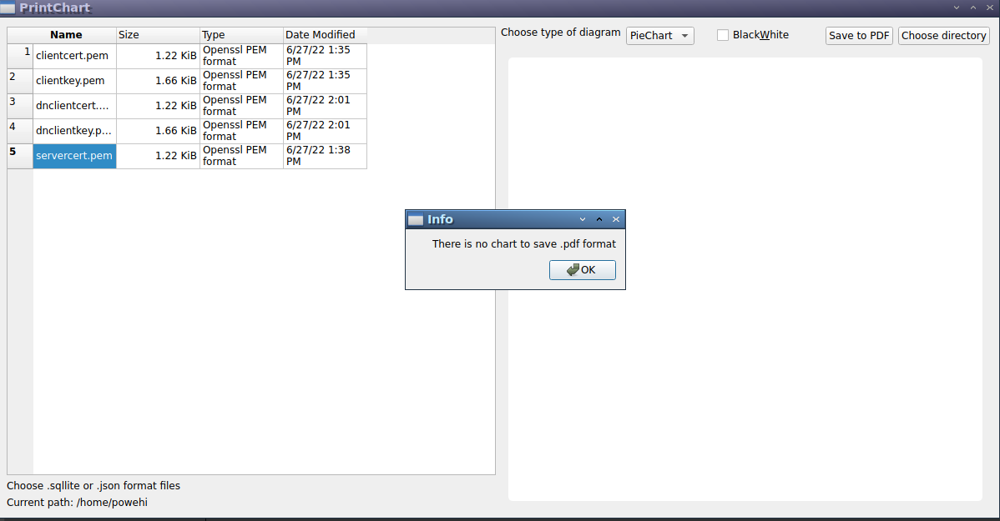 PrintChart
Name Size Type Date Modified
1 clientcert.pem 1.22 KiB Openssl PEM format 6/27/22 1:35 PM
2 clientkey.pem 1.66 KiB Openssl PEM format 6/27/22 1:35 PM
3 dnclientcert.... 1.22 KiB Openssl PEM format 6/27/22 2:01 PM
4 dnclientkey.p... 1.66 KiB Openssl PEM format 6/27/22 2:01 PM
5 servercert.pem 1.22 KiB Openssl PEM format 6/27/22 1:38 PM
Choose type of diagram PieChart BlackWhite Save to PDF Choose directory
Info
There is no chart to save .pdf format
OK
Choose .sqllite or .json format files
Current path: /home/powehi